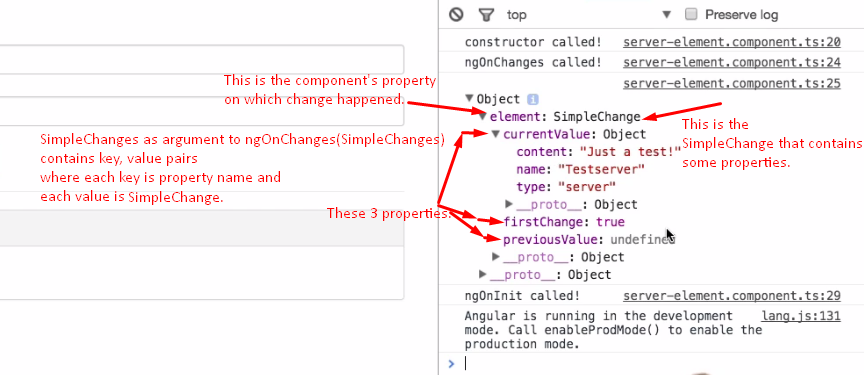 top
Preserve log
constructor called! server-element.component.ts:20
ngOnChanges called! server-element.component.ts:24
server-element.component.ts:25
This is the component's property
on which change happened.
Object i
element: SimpleChange
currentValue: Object
content: "Just a test!"
name: "Testserver"
type: "server"
__proto__: Object
firstChange: true
previousValue: undefined
__proto__: Object
__proto__: Object
This is the
SimpleChange that contains
some properties.
SimpleChanges as argument to ngOnChanges(SimpleChanges)
contains key, value pairs
where each key is property name and
each value is SimpleChange.
These 3 properties.
ngOnInit called! server-element.component.ts:29
Angular is running in the development lang.js:131
mode. Call enableProdMode() to enable the
production mode.